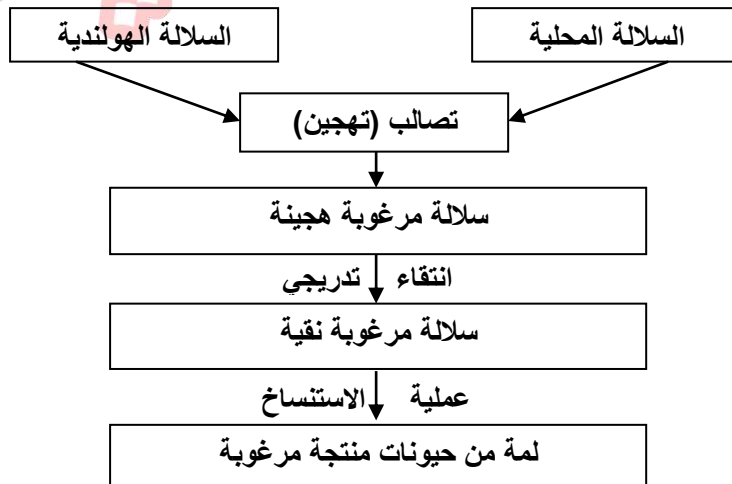 السلالة المحلية
السلالة الهولندية
تصالب (تهجين)
سلالة مرغوبة هجينة
انتقاء تدريجي
سلالة مرغوبة نقية
عملية الاستنساخ
لمة من حيونات منتجة مرغوبة